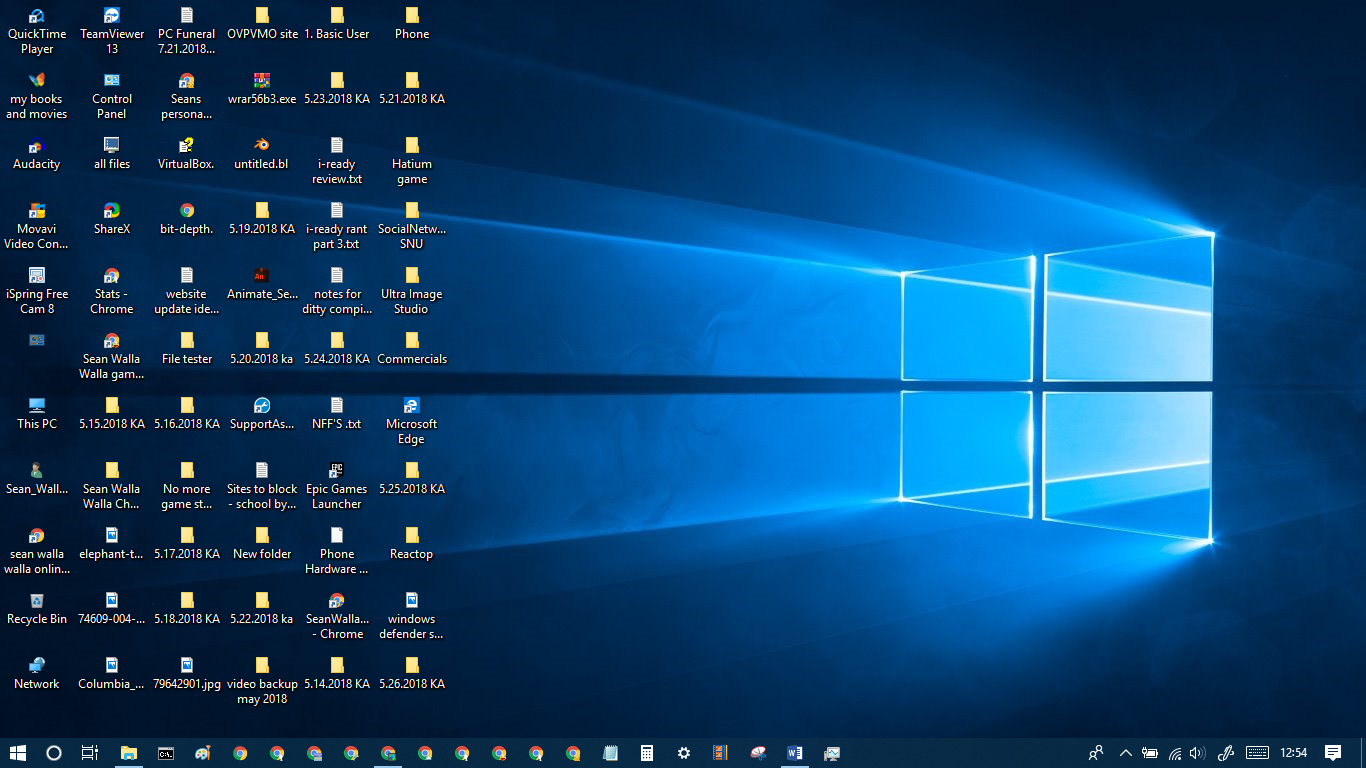 QuickTime
Player
TeamViewer
13
PC Funeral
7.21.2018...
OVPVMO site
1. Basic User
Phone
my books
and movies
Control
Panel
Seans
persona...
wrar56b3.exe
5.23.2018 KA
5.21.2018 KA
Audacity
all files
VirtualBox.
untitled.bl
i-ready
review.txt
Hatium
game
Movavi
Video Con...
ShareX
bit-depth.
5.19.2018 KA
i-ready rant
part 3.txt
SocialNetw...
SNU
iSpring Free
Cam 8
Stats -
Chrome
website
update ide...
An
Animate_Se...
notes for
ditty compi...
Ultra Image
Studio
Sean Walla
Walla gam...
File tester
5.20.2018 ka
5.24.2018 KA
Commercials
This PC
5.15.2018 KA
5.16.2018 KA
SupportAs...
NFF'S .txt
Microsoft
Edge
Sean_Wall...
Sean Walla
Walla Ch...
No more
game st...
Sites to block
- school by...
EPIC
Epic Games
Launcher
5.25.2018 KA
sean walla
walla onlin...
elephant-t...
5.17.2018 KA
New folder
Phone
Hardware ...
Reactop
Recycle Bin
74609-004-...
5.18.2018 KA
5.22.2018 ka
SeanWalla...
- Chrome
windows
defender s...
Network
Columbia_...
79642901.jpg
video backup
may 2018
5.14.2018 KA
5.26.2018 KA
C:\.
W
12:54